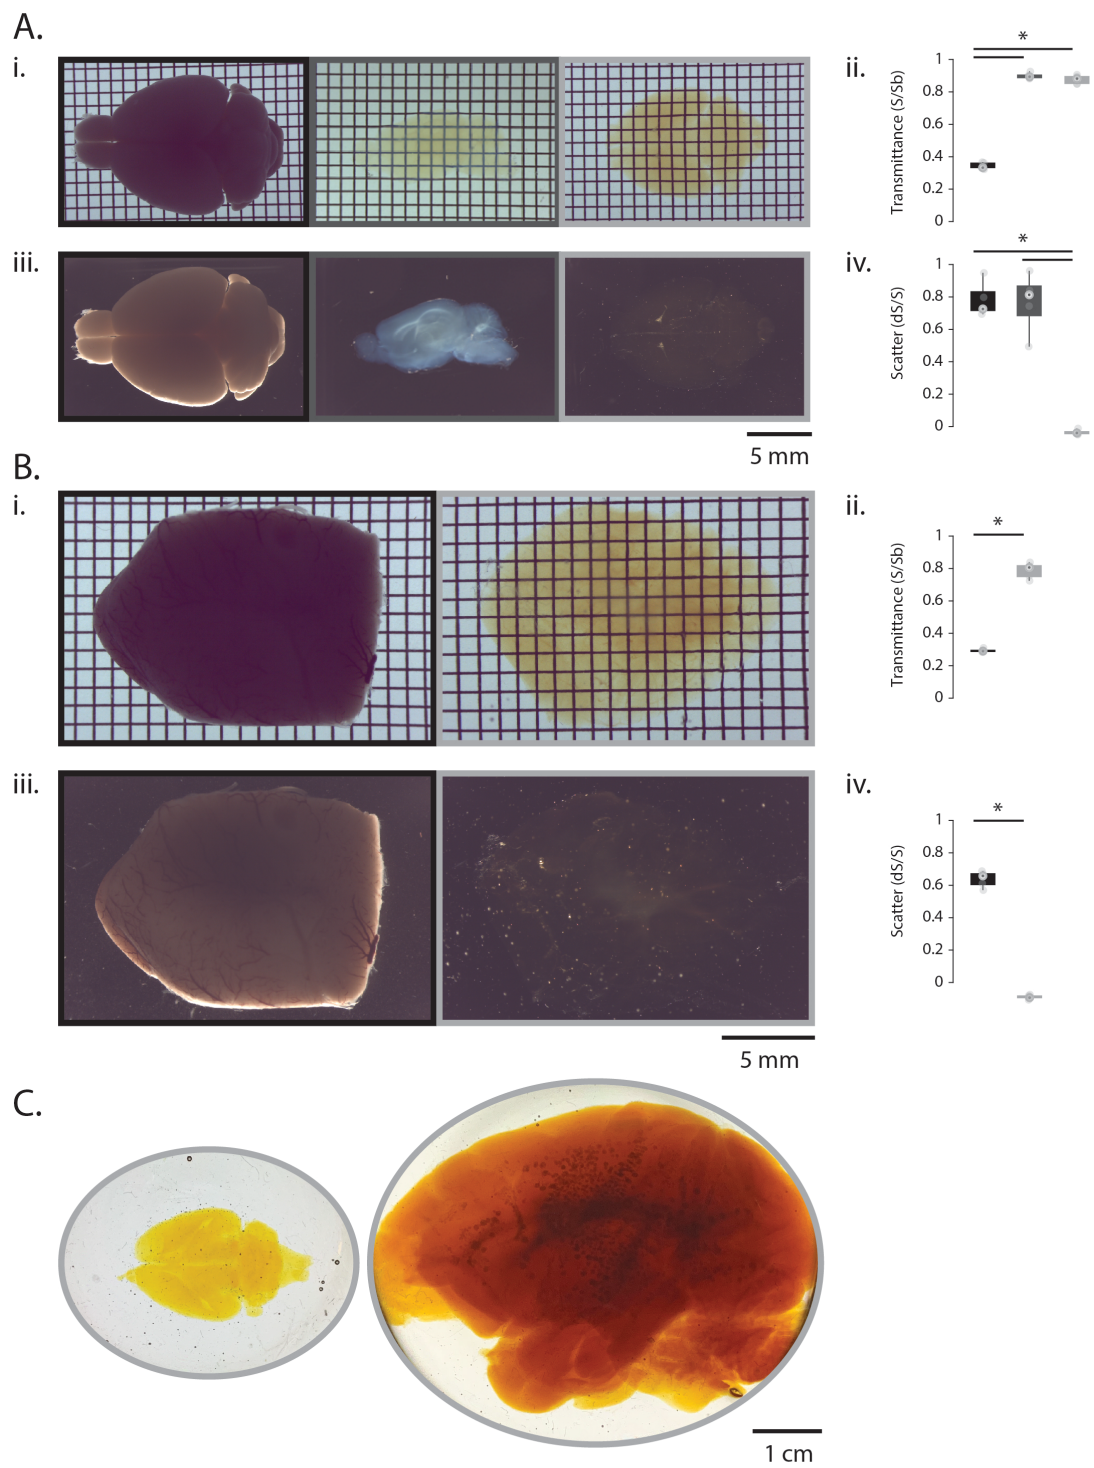 A.
i.
ii.
*
Transmittance (S/Sb)
1
0.8
0.6
0.4
0.2
0
iii.
iv.
*
Scatter (dS/S)
1
0.8
0.6
0.4
0.2
0
5 mm
B.
i.
ii.
*
Transmittance (S/Sb)
1
0.8
0.6
0.4
0.2
0
iii.
iv.
*
Scatter (dS/S)
1
0.8
0.6
0.4
0.2
0
5 mm
C.
1 cm